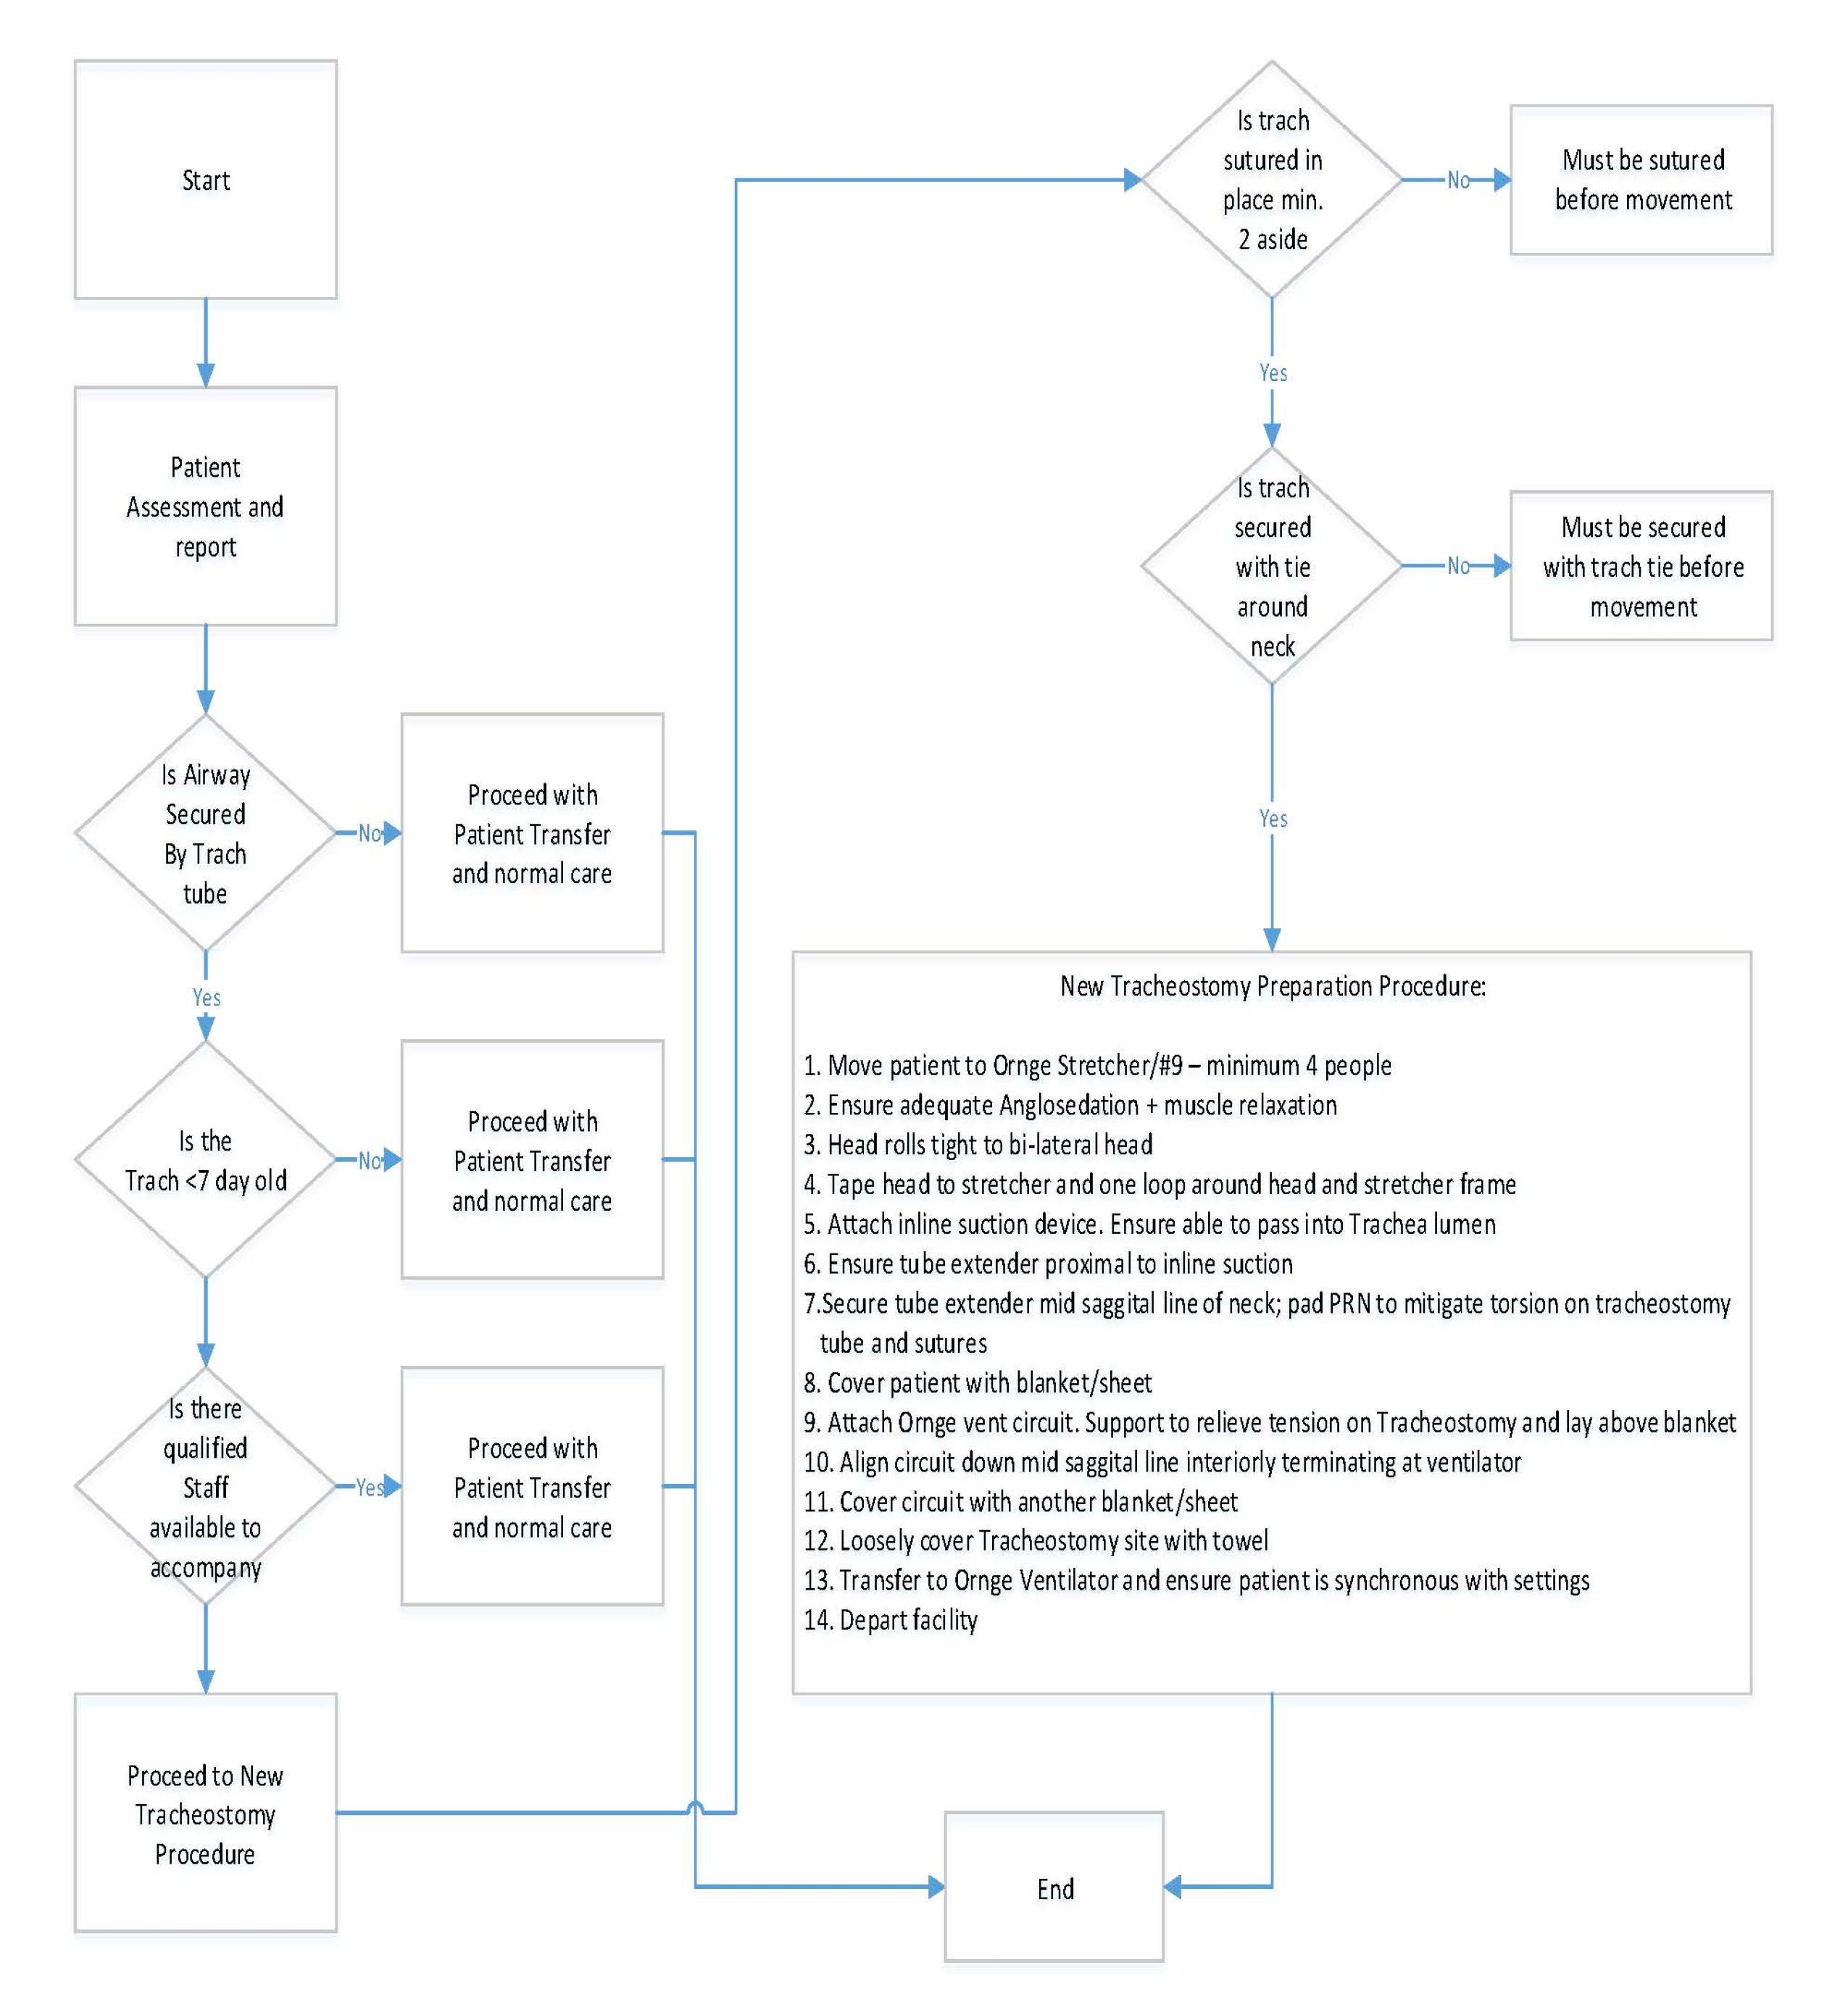 Start
Patient
Assessment and
report
Is Airway
Secured
By Trach
tube
No
Proceed with
Patient Transfer
and normal care
Yes
Is the
Trach <7 day old
No
Proceed with
Patient Transfer
and normal care
Is there
qualified
Staff
available to
accompany
Yes
Proceed with
Patient Transfer
and normal care
Proceed to New
Tracheostomy
Procedure
Is trach
sutured in
place min.
2 aside
No
Must be sutured
before movement
Yes
Is trach
secured
with tie
around
neck
No
Must be secured
with trach tie before
movement
Yes
New Tracheostomy Preparation Procedure:
1. Move patient to Ornge Stretcher/#9 – minimum 4 people
2. Ensure adequate Anglosedation + muscle relaxation
3. Head rolls tight to bi-lateral head
4. Tape head to stretcher and one loop around head and stretcher frame
5. Attach inline suction device. Ensure able to pass into Trachea lumen
6. Ensure tube extender proximal to inline suction
7.Secure tube extender mid saggital line of neck; pad PRN to mitigate torsion on tracheostomy
tube and sutures
8. Cover patient with blanket/sheet
9. Attach Ornge vent circuit. Support to relieve tension on Tracheostomy and lay above blanket
10. Align circuit down mid saggital line interiorly terminating at ventilator
11. Cover circuit with another blanket/sheet
12. Loosely cover Tracheostomy site with towel
13. Transfer to Ornge Ventilator and ensure patient is synchronous with settings
14. Depart facility
End